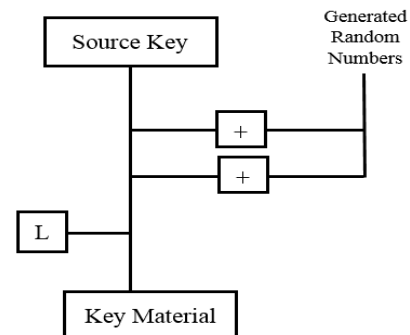 Generated
Random
Numbers
Source Key
+
+
L
Key Material